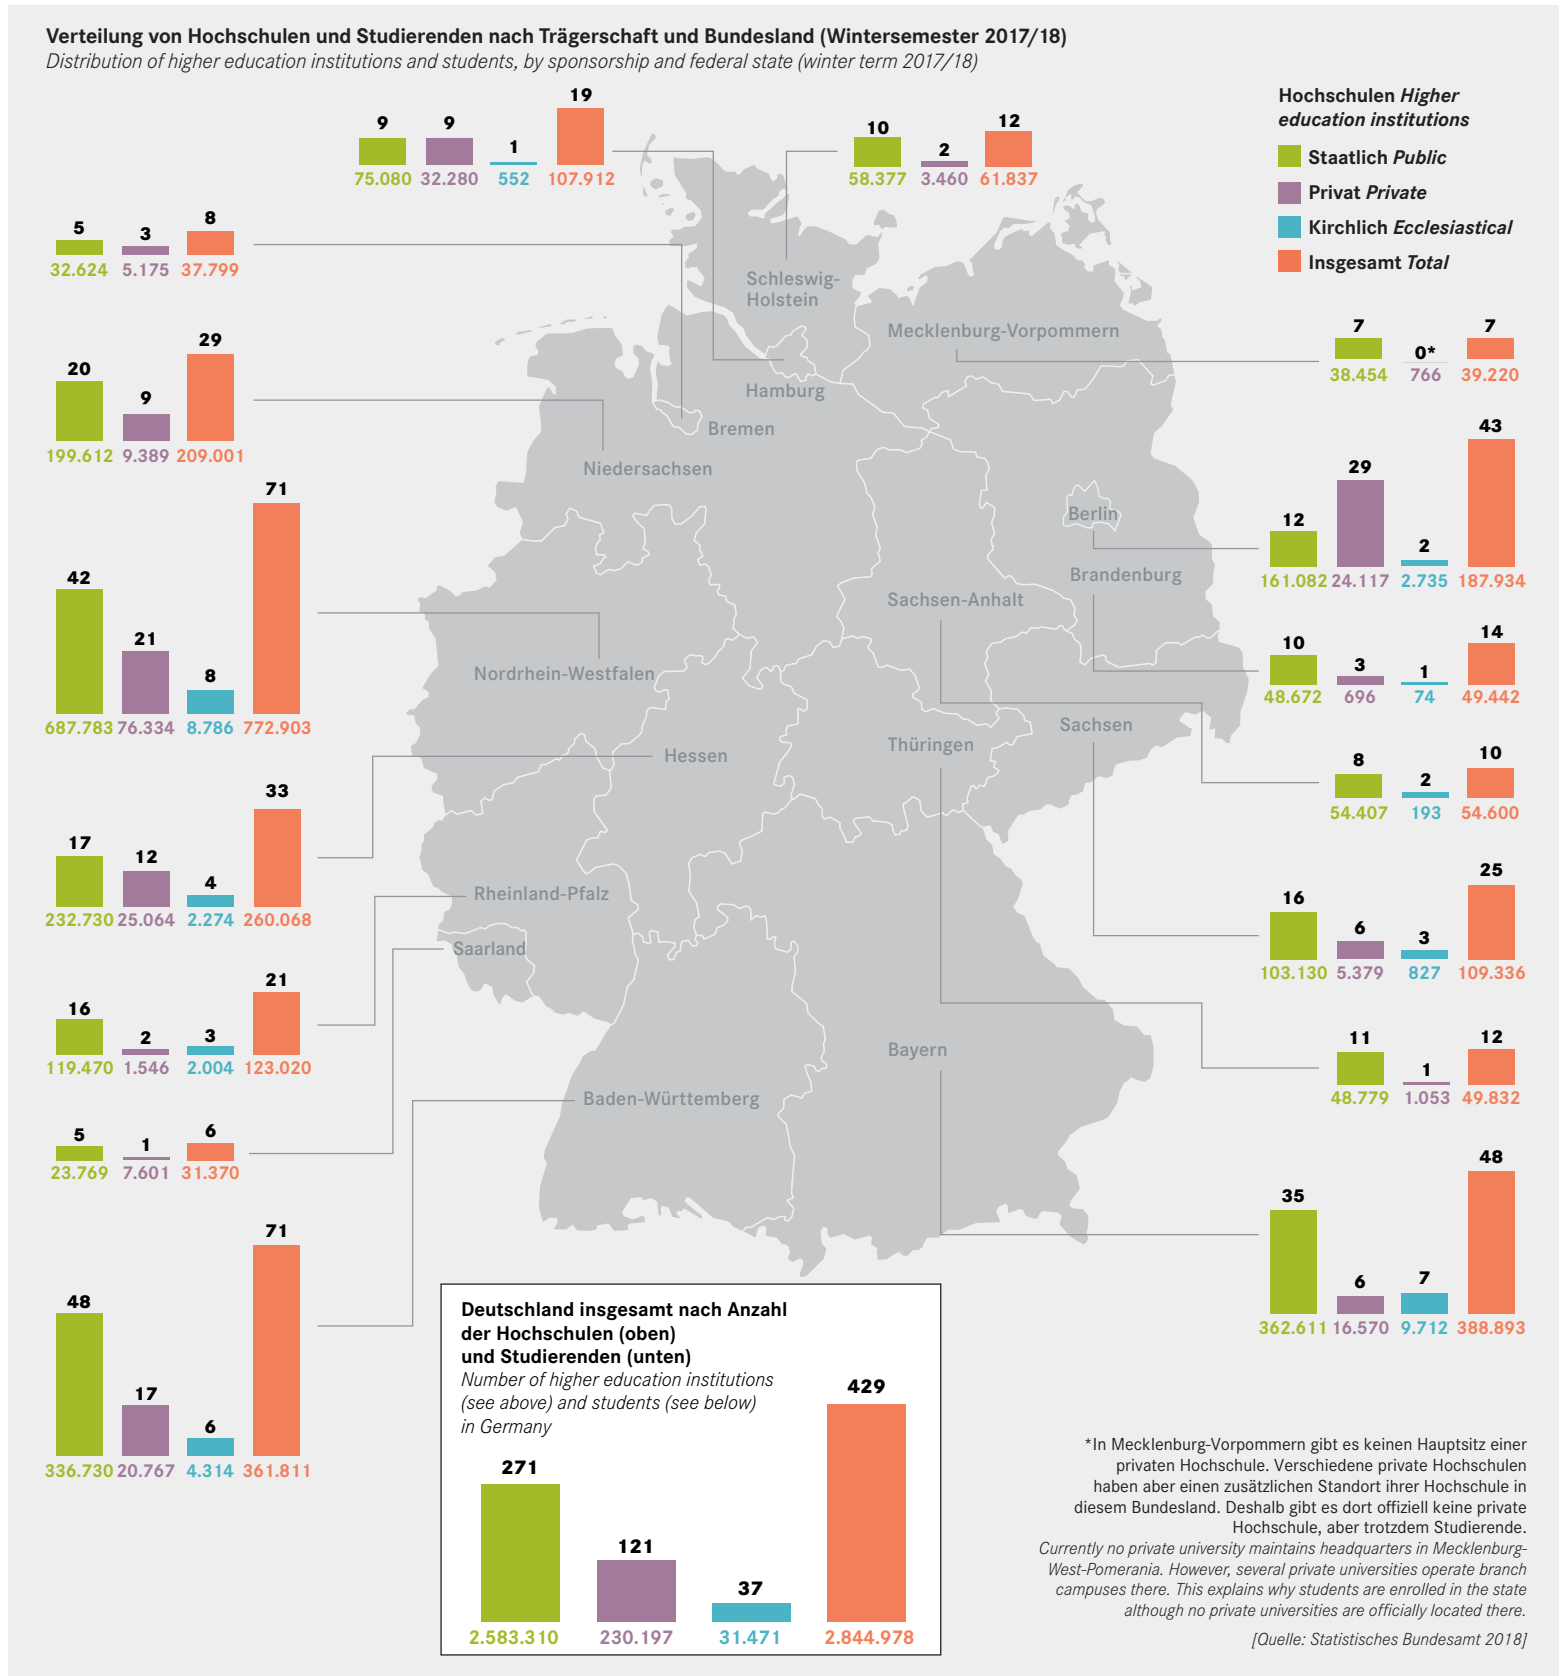 Verteilung von Hochschulen und Studierenden nach Trägerschaft und Bundesland (Wintersemester 2017/18)
Distribution of higher education institutions and students, by sponsorship and federal state (winter term 2017/18)
Hochschulen Higher
education institutions
Staatlich Public
Privat Private
Kirchlich Ecclesiastical
Insgesamt Total
9 9 1 19
75.080 32.280 552 107.912
10 2 12
58.377 3.460 61.837
5 3 8
32.624 5.175 37.799
20 9 29
199.612 9.389 209.001
42 21 8 71
687.783 76.334 8.786 772.903
17 12 4 33
232.730 25.064 2.274 260.068
16 2 3 21
119.470 1.546 2.004 123.020
5 1 6
23.769 7.601 31.370
48 17 6 71
336.730 20.767 4.314 361.811
Schleswig-
Holstein
Mecklenburg-Vorpommern
Hamburg
Bremen
Niedersachsen
Berlin
Brandenburg
Sachsen-Anhalt
Nordrhein-Westfalen
Sachsen
Thüringen
Hessen
Rheinland-Pfalz
Saarland
Bayern
Baden-Württemberg
7 0* 7
38.454 766 39.220
12 29 2 43
161.082 24.117 2.735 187.934
10 3 1 14
48.672 696 74 49.442
8 2 10
54.407 193 54.600
16 6 3 25
103.130 5.379 827 109.336
11 1 12
48.779 1.053 49.832
35 6 7 48
362.611 16.570 9.712 388.893
Deutschland insgesamt nach Anzahl
der Hochschulen (oben)
und Studierenden (unten)
Number of higher education institutions
(see above) and students (see below)
in Germany
271 121 37 429
2.583.310 230.197 31.471 2.844.978
*In Mecklenburg-Vorpommern gibt es keinen Hauptsitz einer
privaten Hochschule. Verschiedene private Hochschulen
haben aber einen zusätzlichen Standort ihrer Hochschule in
diesem Bundesland. Deshalb gibt es dort offiziell keine private
Hochschule, aber trotzdem Studierende.
Currently no private university maintains headquarters in Mecklenburg-
West-Pomerania. However, several private universities operate branch
campuses there. This explains why students are enrolled in the state
although no private universities are officially located there.
[Quelle: Statistisches Bundesamt 2018]